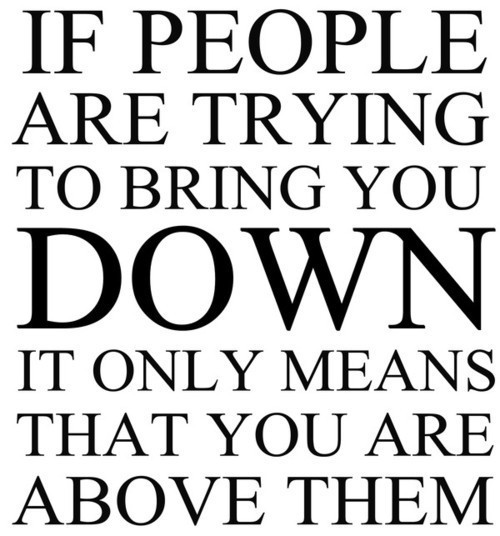 IF PEOPLE
ARE TRYING
TO BRING YOU
DOWN
IT ONLY MEANS
THAT YOU ARE
ABOVE THEM